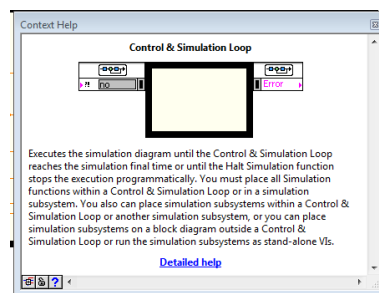 Context Help
Control & Simulation Loop
?!
no
Error
Executes the simulation diagram until the Control & Simulation Loop
reaches the simulation final time or until the Halt Simulation function
stops the execution programmatically. You must place all Simulation
functions within a Control & Simulation Loop or in a simulation
subsystem. You also can place simulation subsystems within a Control &
Simulation Loop or another simulation subsystem, or you can place
simulation subsystems on a block diagram outside a Control &
Simulation Loop or run the simulation subsystems as stand-alone VIs.
Detailed help
?